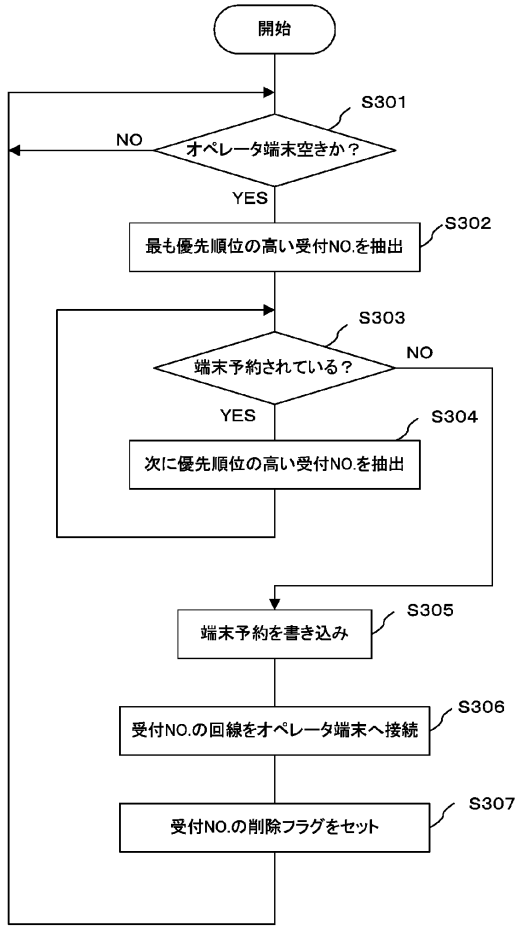 開始
S301
オペレータ端末空きか？
NO
YES
S302
最も優先順位の高い受付NO.を抽出
S303
端末予約されている？
NO
YES
S304
次に優先順位の高い受付NO.を抽出
S305
端末予約を書き込み
S306
受付NO.の回線をオペレータ端末へ接続
S307
受付NO.の削除フラグをセット